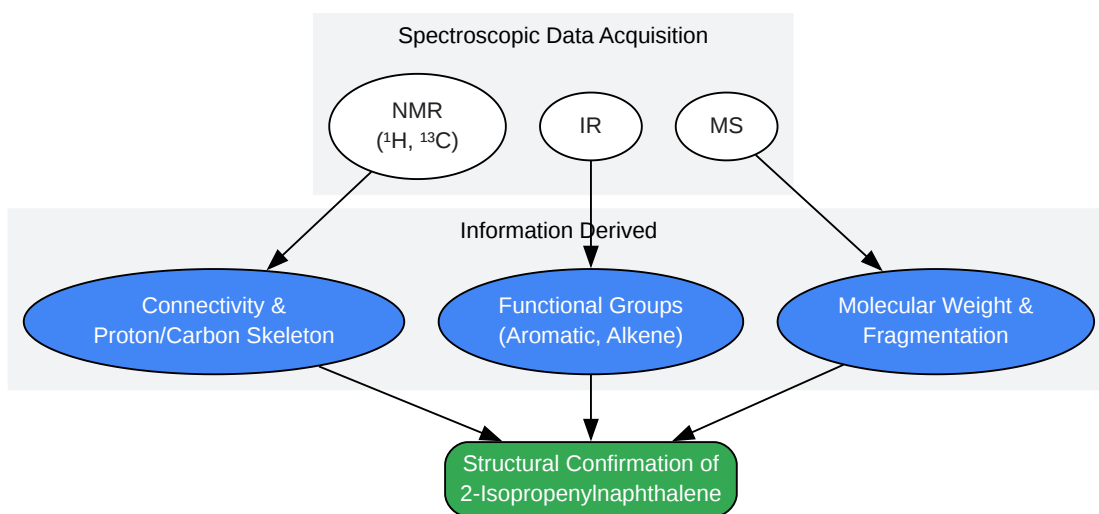 Spectroscopic Data Acquisition
NMR
(¹H, ¹³C)
IR
MS
Information Derived
Connectivity &
Proton/Carbon Skeleton
Functional Groups
(Aromatic, Alkene)
Molecular Weight &
Fragmentation
Structural Confirmation of
2-Isopropenylnaphthalene